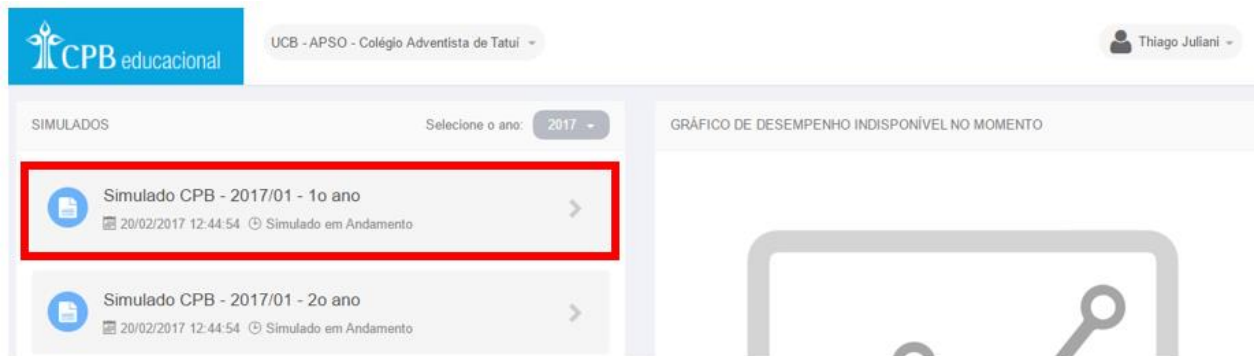 CPB educacional
UCB - APSO - Colégio Adventista de Tatuí
Thiago Juliani
SIMULADOS
Selecione o ano: 2017
GRÁFICO DE DESEMPENHO INDISPONÍVEL NO MOMENTO
Simulado CPB - 2017/01 - 1o ano
20/02/2017 12:44:54 Simulado em Andamento
Simulado CPB - 2017/01 - 2o ano
20/02/2017 12:44:54 Simulado em Andamento